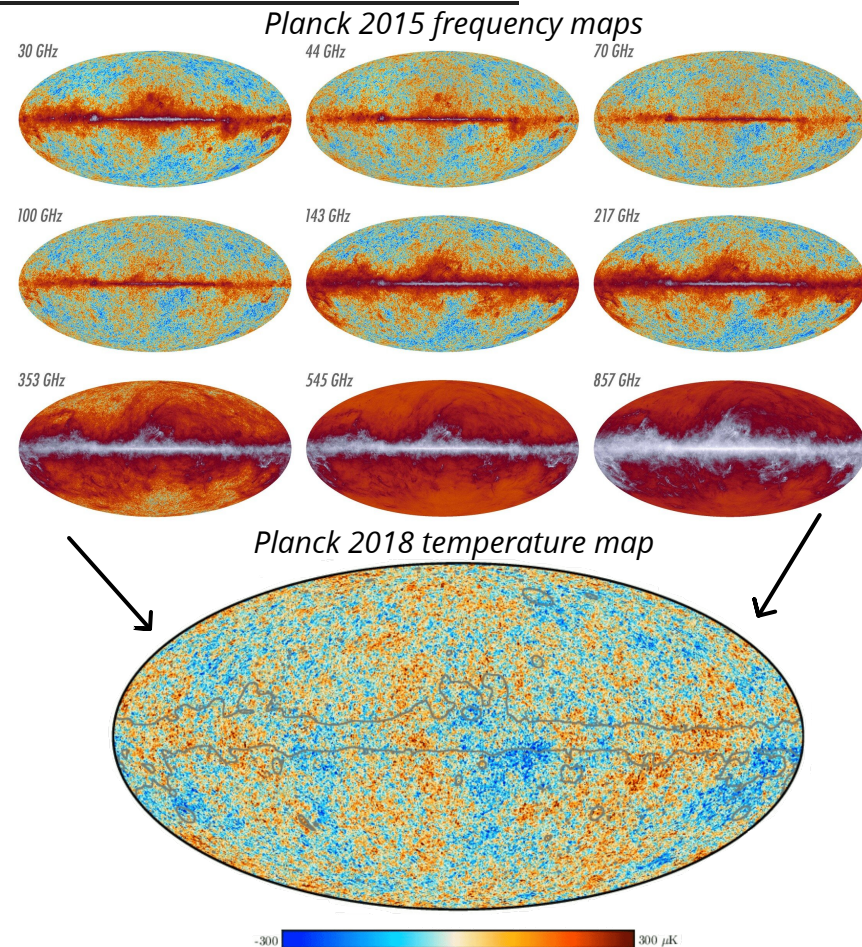 Planck 2015 frequency maps
30 GHz 44 GHz 70 GHz
100 GHz 143 GHz 217 GHz
353 GHz 545 GHz 857 GHz
Planck 2018 temperature map
-300 300 μK